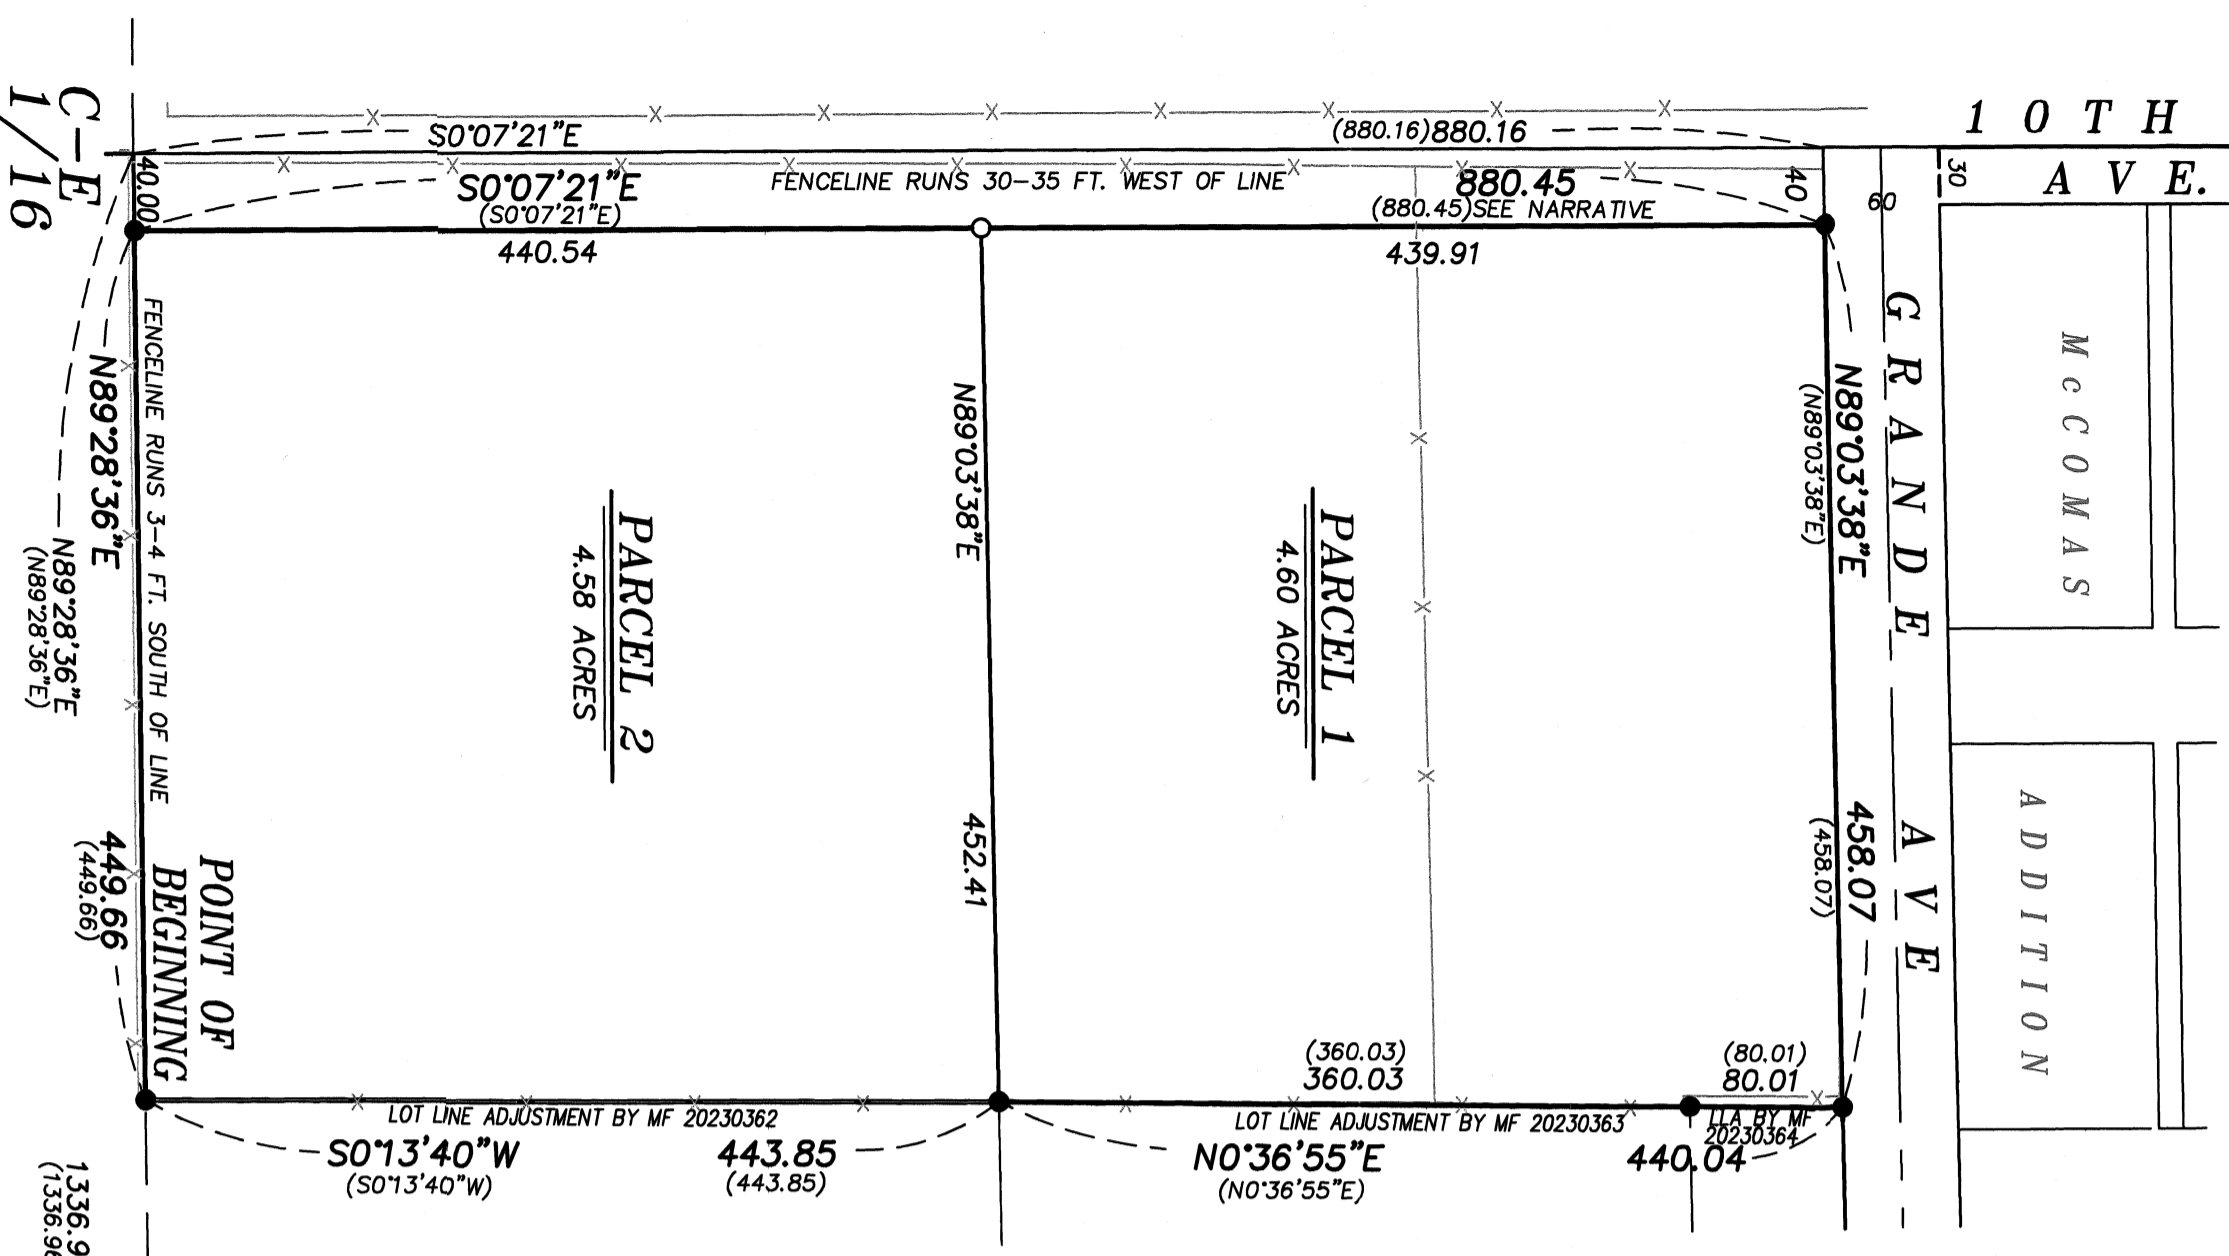 C-E
1/16
S0°07'21"E
(880.16)880.16
40.00
S0°07'21"E
(S0°07'21"E)
FENCELINE RUNS 30-35 FT. WEST OF LINE
880.45
(880.45)SEE NARRATIVE
40
60
30
10TH
AVE.
440.54
439.91
GRANDE AVE
McCOMAS
ADDITION
FENCELINE RUNS 3-4 FT. SOUTH OF LINE
N89°28'36"E
449.66
(449.66)
N89°28'36"E
(N89°28'36"E)
N89°03'38"E
452.41
N89°03'38"E
(N89°03'38"E)
458.07
(458.07)
PARCEL 2
4.58 ACRES
PARCEL 1
4.60 ACRES
POINT OF
BEGINNING
(360.03)
360.03
(80.01)
80.01
LOT LINE ADJUSTMENT BY MF 20230362
LOT LINE ADJUSTMENT BY MF 20230363
LLA BY MF
20230364
S0°13'40"W
(S0°13'40"W)
443.85
(443.85)
N0°36'55"E
(N0°36'55"E)
440.04
1336.9
(1336.96